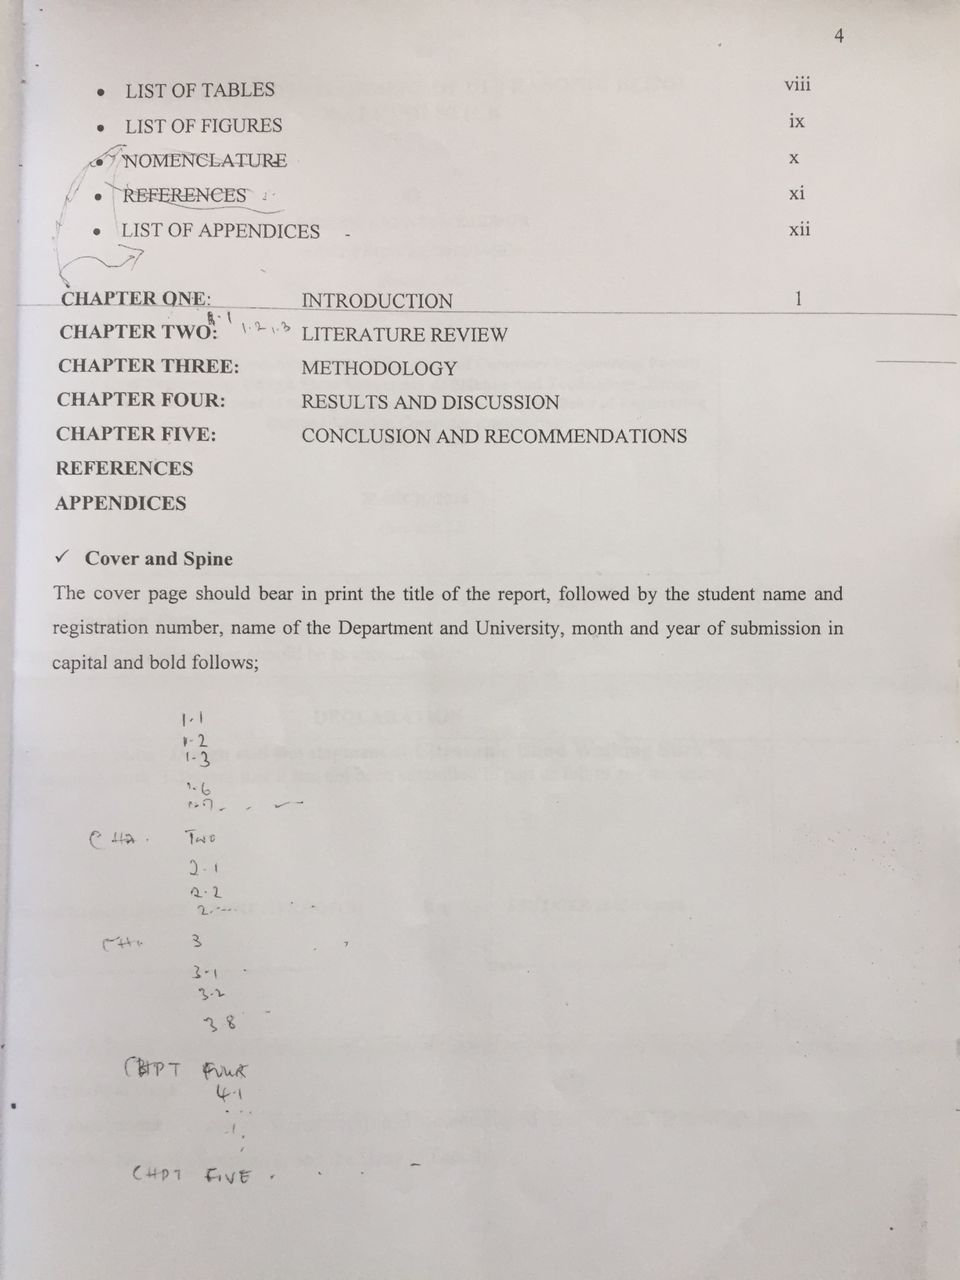 4
• LIST OF TABLES viii
• LIST OF FIGURES ix
• NOMENCLATURE x
• REFERENCES xi
• LIST OF APPENDICES xii
CHAPTER ONE: INTRODUCTION 1
CHAPTER TWO: 1.2 1.3 LITERATURE REVIEW
CHAPTER THREE: METHODOLOGY
CHAPTER FOUR: RESULTS AND DISCUSSION
CHAPTER FIVE: CONCLUSION AND RECOMMENDATIONS
REFERENCES
APPENDICES
✓ Cover and Spine
The cover page should bear in print the title of the report, followed by the student name and
registration number, name of the Department and University, month and year of submission in
capital and bold follows;
1.1
1.2
1.3
1.6
CHA. Two
2.1
2.2
2.----
3
3.1
3.2
3 8
CHPT FOUR
4.1
CHPT FIVE